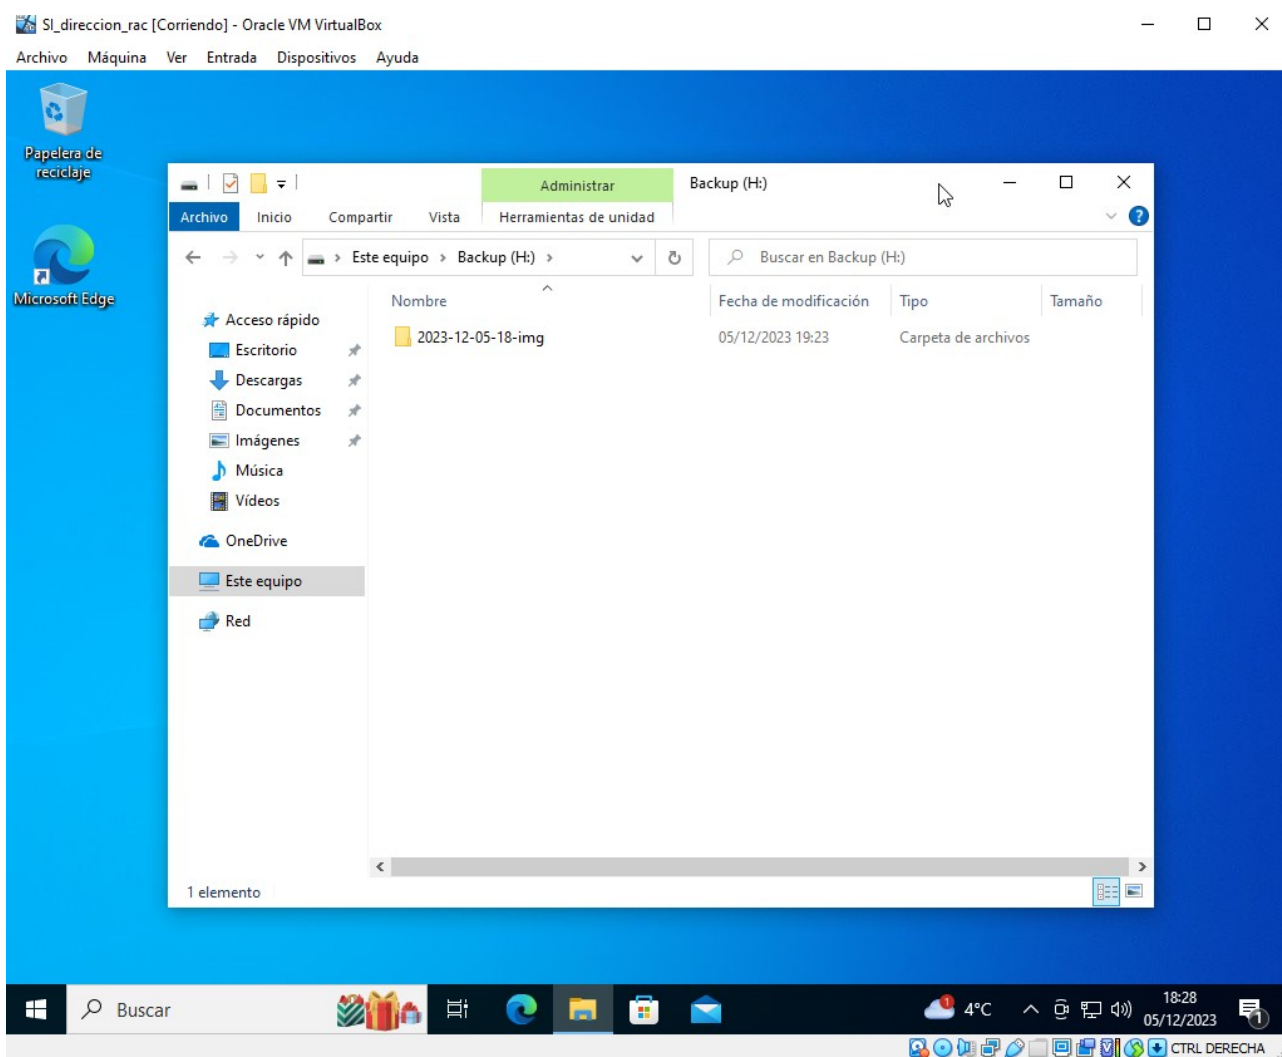 SI_direccion_rac [Corriendo] - Oracle VM VirtualBox
Archivo Máquina Ver Entrada Dispositivos Ayuda
Papelera de
reciclaje
Microsoft Edge
Administrar Backup (H:)
Archivo Inicio Compartir Vista Herramientas de unidad
Este equipo Backup (H:) Buscar en Backup (H:)
Nombre Fecha de modificación Tipo Tamaño
2023-12-05-18-img 05/12/2023 19:23 Carpeta de archivos
Acceso rápido
Escritorio
Descargas
Documentos
Imágenes
Música
Vídeos
OneDrive
Este equipo
Red
1 elemento
Buscar
1
4°C
18:28
05/12/2023
1
CTRL DERECHA